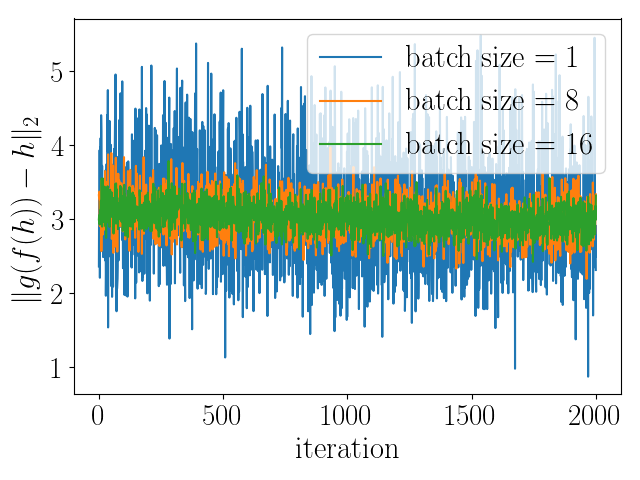 batch size = 1
batch size = 8
batch size = 16
5
4
3
2
1
‖g(f(h)) − h‖₂
0
500
1000
1500
2000
iteration